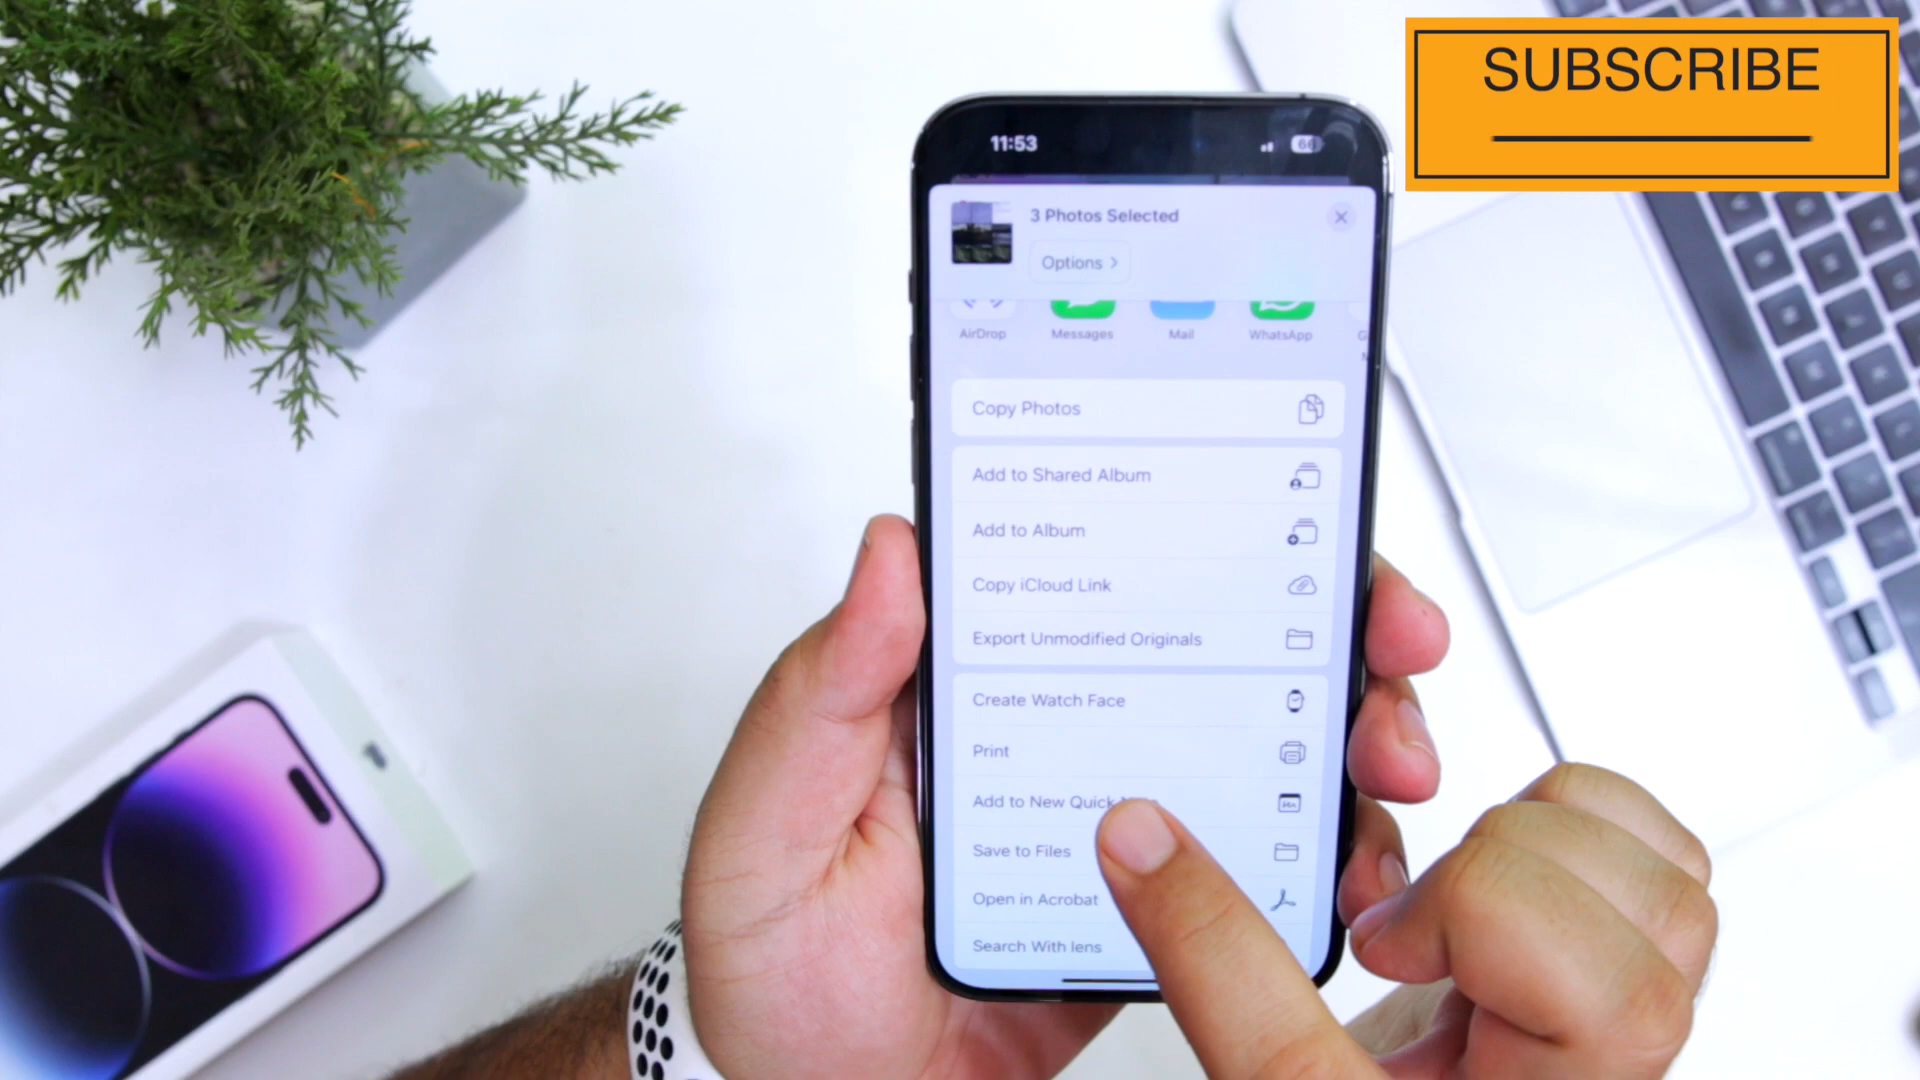 SUBSCRIBE
11:53
66
3 Photos Selected
Options >
AirDrop
Messages
Mail
WhatsApp
Copy Photos
Add to Shared Album
Add to Album
Copy iCloud Link
Export Unmodified Originals
Create Watch Face
Print
Add to New Quick
Save to Files
Open in Acrobat
Search With lens